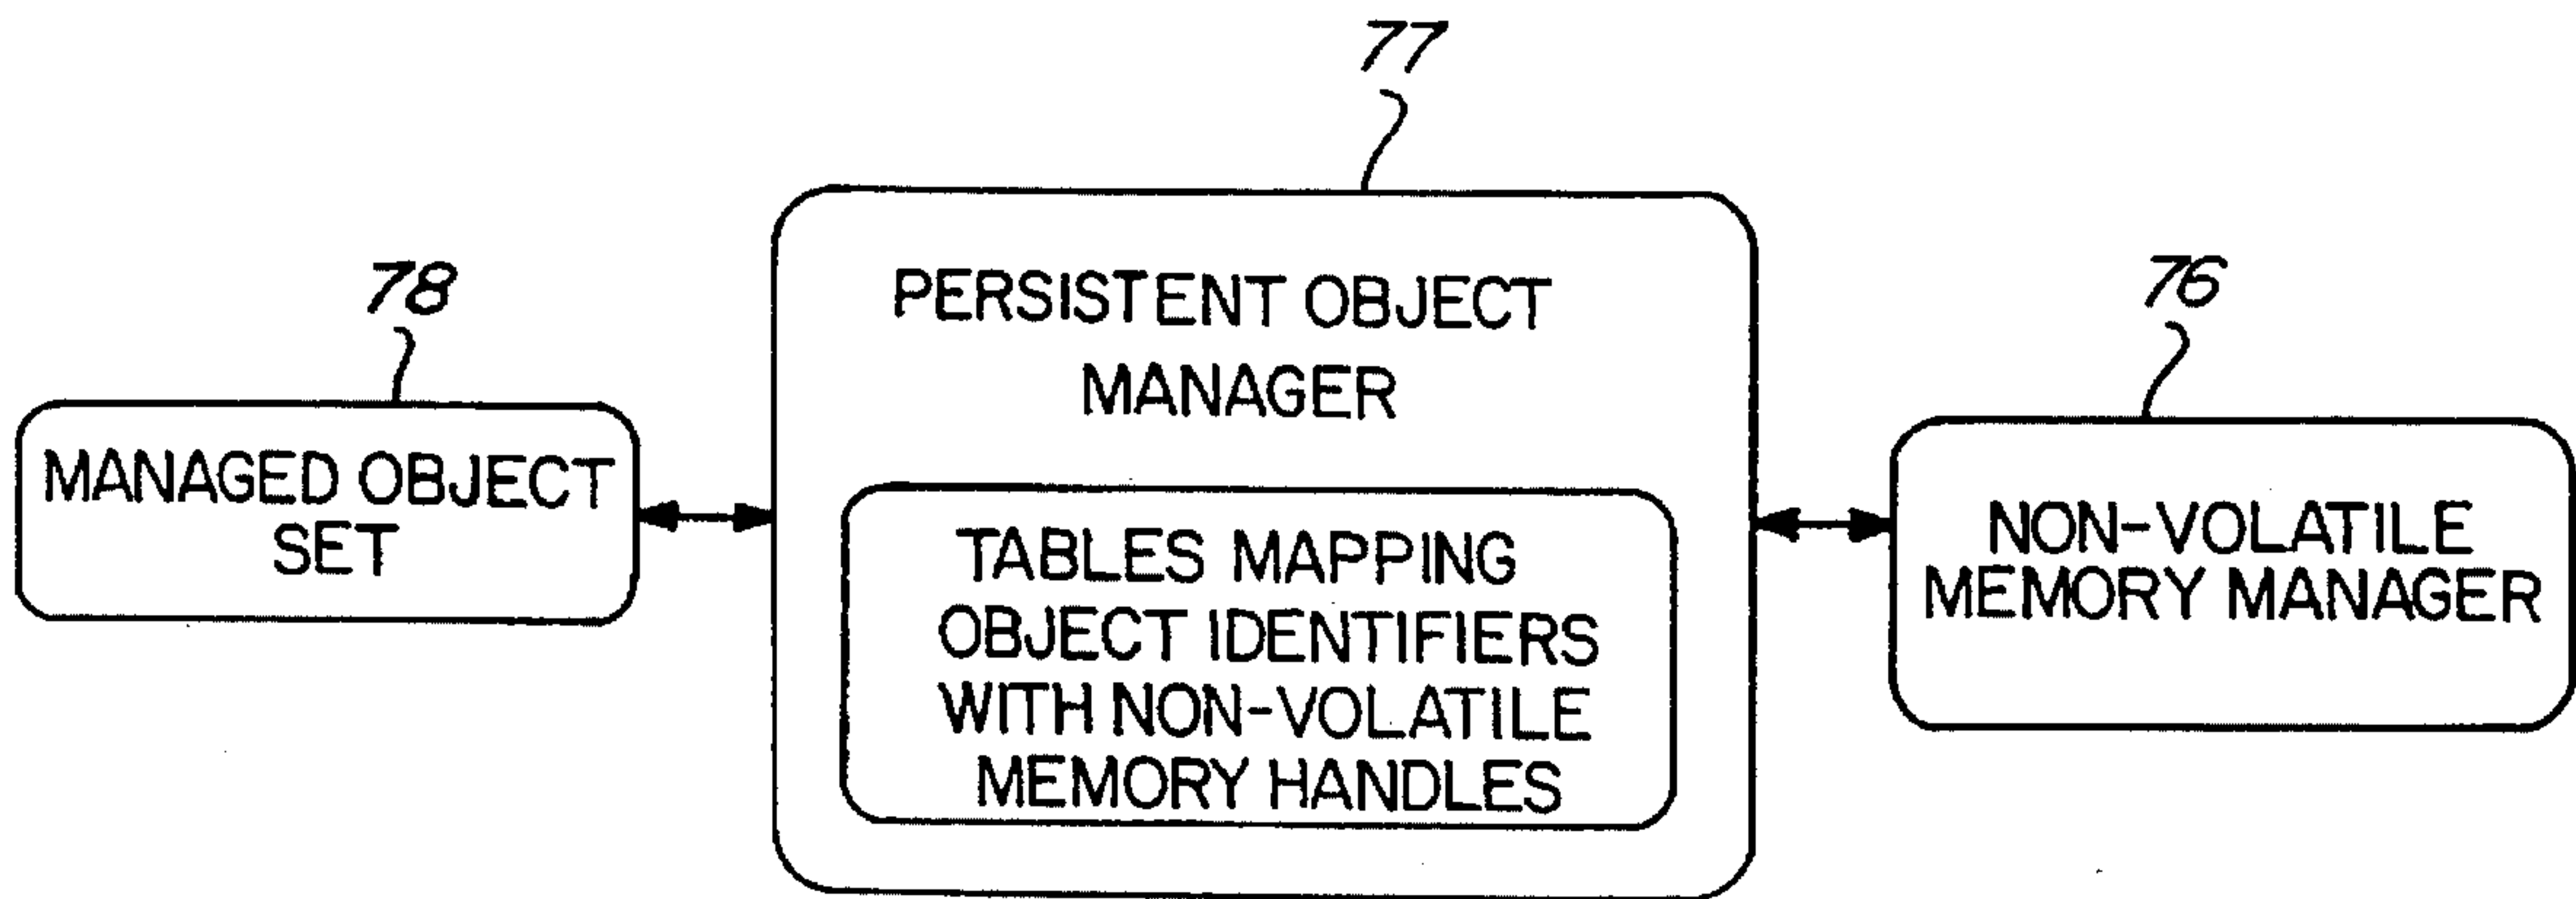 77
78
76
PERSISTENT OBJECT
MANAGER
MANAGED OBJECT
SET
TABLES MAPPING
OBJECT IDENTIFIERS
WITH NON-VOLATILE
MEMORY HANDLES
NON-VOLATILE
MEMORY MANAGER